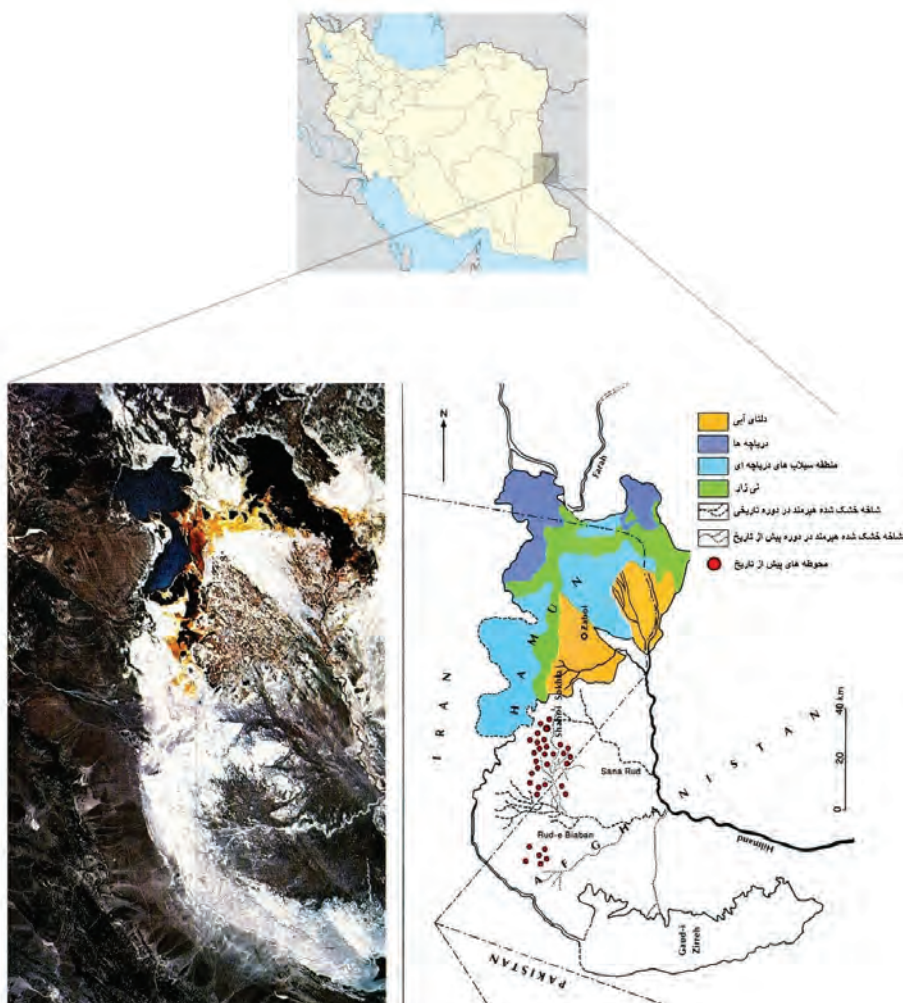 N
Farah
دلتای آبی
دریاچه ها
منطقه سیلاب های دریاچه ای
نی زار
شاخه خشک شده هیرمند در دوره تاریخی
شاخه خشک شده هیرمند در دوره پیش از تاریخ
محوطه های پیش از تاریخ
HAMUN
Zabol
IRAN
Shahr-i Sokhta
Sana Rud
AFGHANISTAN
40 km
20
0
Rud-e Biaban
Hilmand
Gaud-i
Zirreh
PAKISTAN